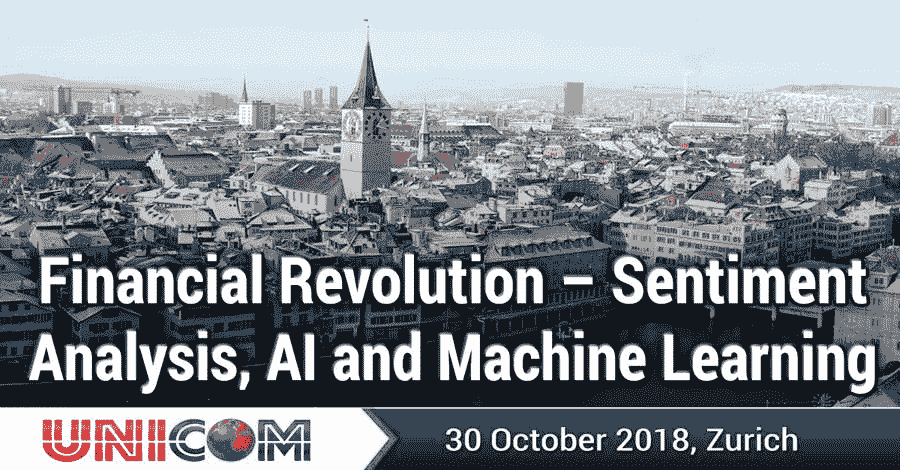 Financial Revolution – Sentiment
Analysis, AI and Machine Learning
UNICOM
30 October 2018, Zurich